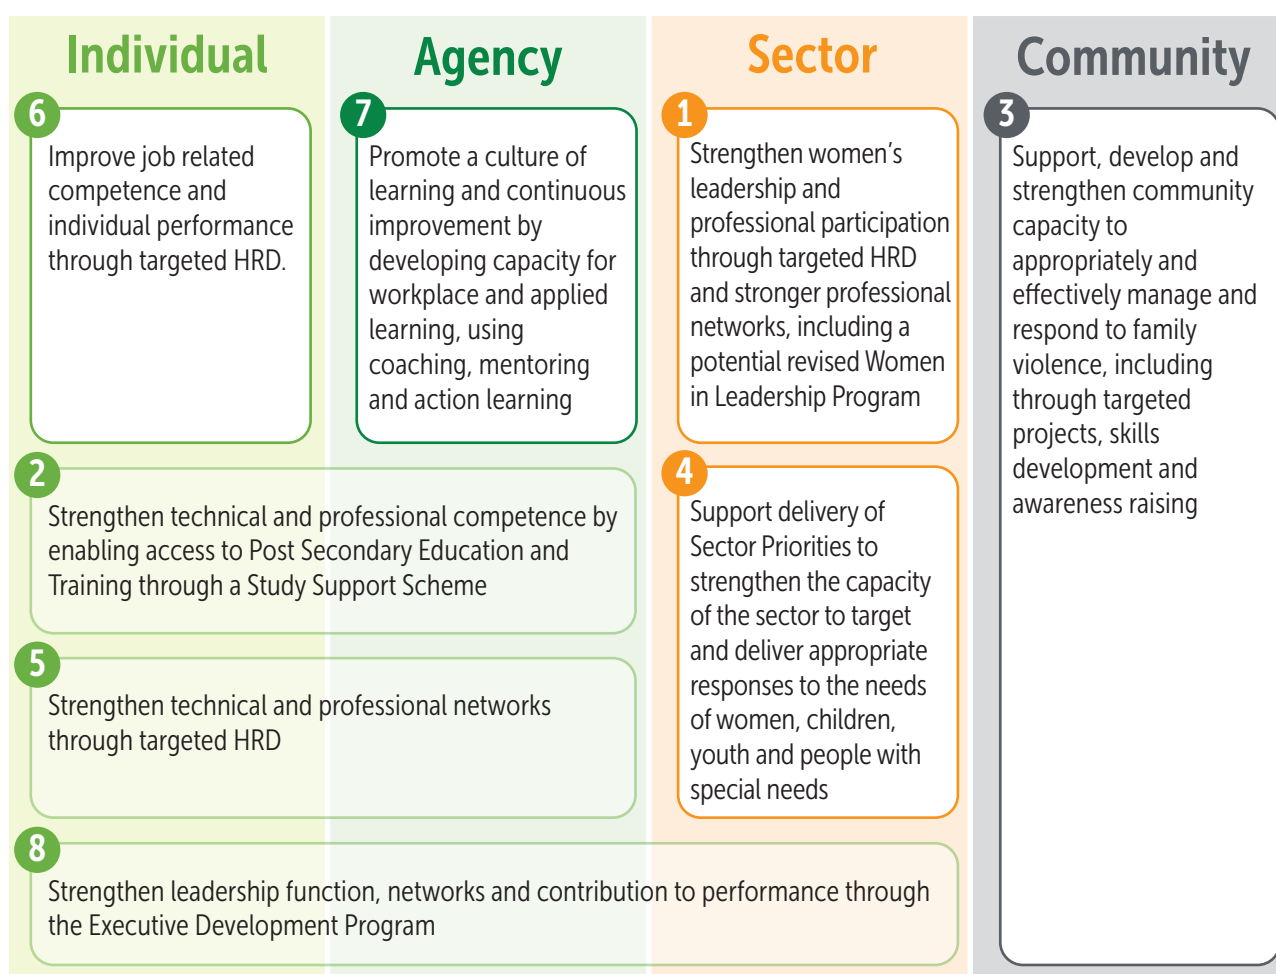 Individual
Agency
Sector
Community
6
Improve job related
competence and
individual performance
through targeted HRD.
7
Promote a culture of
learning and continuous
improvement by
developing capacity for
workplace and applied
learning, using
coaching, mentoring
and action learning
1
Strengthen women’s
leadership and
professional participation
through targeted HRD
and stronger professional
networks, including a
potential revised Women
in Leadership Program
3
Support, develop and
strengthen community
capacity to
appropriately and
effectively manage and
respond to family
violence, including
through targeted
projects, skills
development and
awareness raising
2
Strengthen technical and professional competence by
enabling access to Post Secondary Education and
Training through a Study Support Scheme
4
Support delivery of
Sector Priorities to
strengthen the capacity
of the sector to target
and deliver appropriate
responses to the needs
of women, children,
youth and people with
special needs
5
Strengthen technical and professional networks
through targeted HRD
8
Strengthen leadership function, networks and contribution to performance through
the Executive Development Program